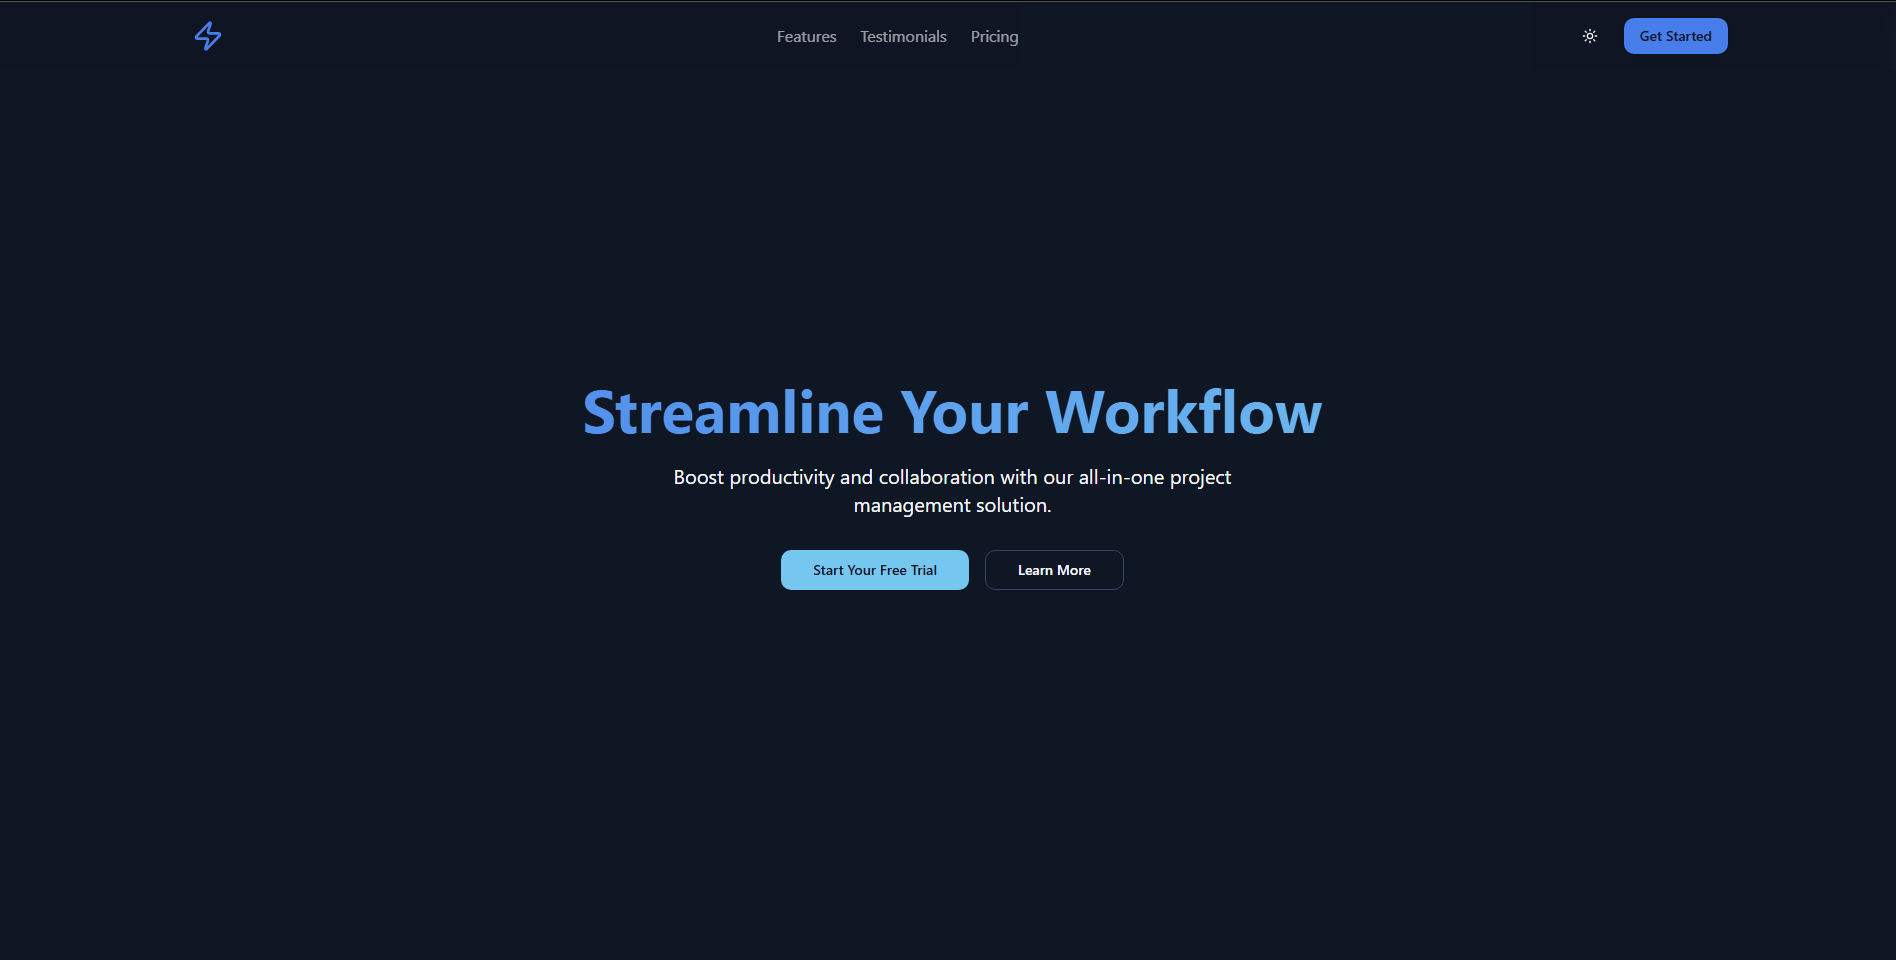 Features Testimonials Pricing Get Started
Streamline Your Workflow
Boost productivity and collaboration with our all-in-one project
management solution.
Start Your Free Trial Learn More